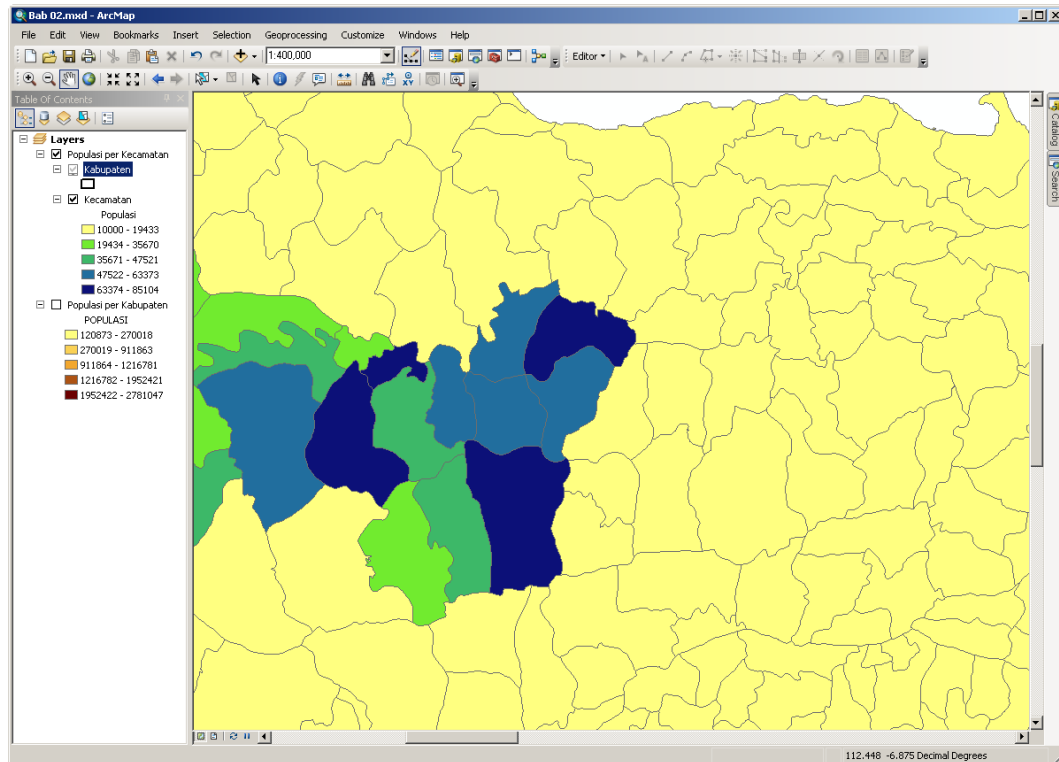 Bab 02.mxd - ArcMap
File Edit View Bookmarks Insert Selection Geoprocessing Customize Windows Help
1:400,000 Editor
Table Of Contents
Layers
Populasi per Kecamatan
Kabupaten
Kecamatan
Populasi
10000 - 19433
19434 - 35670
35671 - 47521
47522 - 63373
63374 - 85104
Populasi per Kabupaten
POPULASI
120873 - 270018
270019 - 911863
911864 - 1216781
1216782 - 1952421
1952422 - 2781047
Catalog
Search
112.448 -6.875 Decimal Degrees